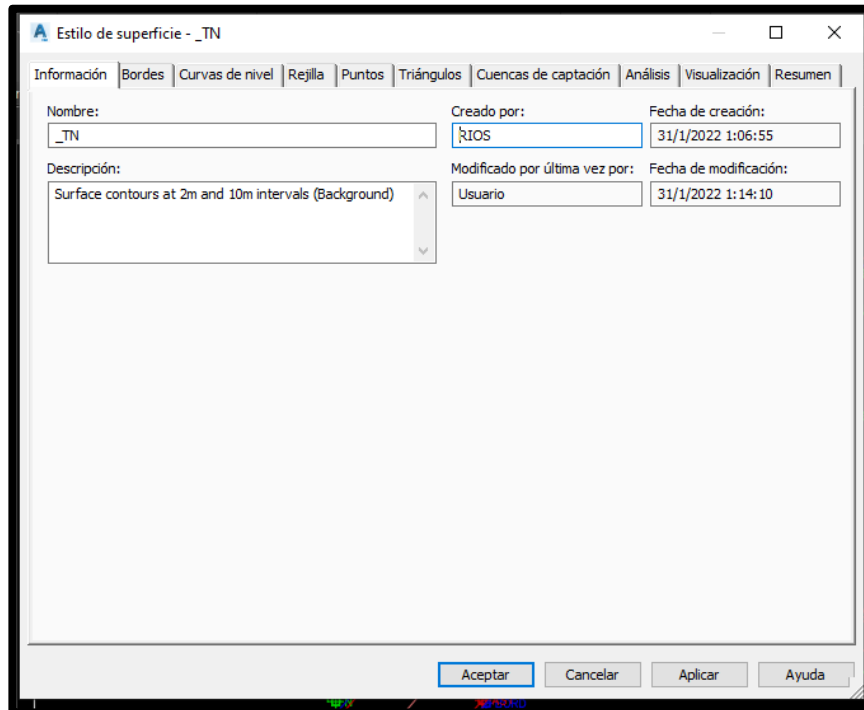 Estilo de superficie - _TN
Información Bordes Curvas de nivel Rejilla Puntos Triángulos Cuencas de captación Análisis Visualización Resumen
Nombre: Creado por: Fecha de creación:
_TN RIOS 31/1/2022 1:06:55
Descripción: Modificado por última vez por: Fecha de modificación:
Surface contours at 2m and 10m intervals (Background) Usuario 31/1/2022 1:14:10
Aceptar Cancelar Aplicar Ayuda